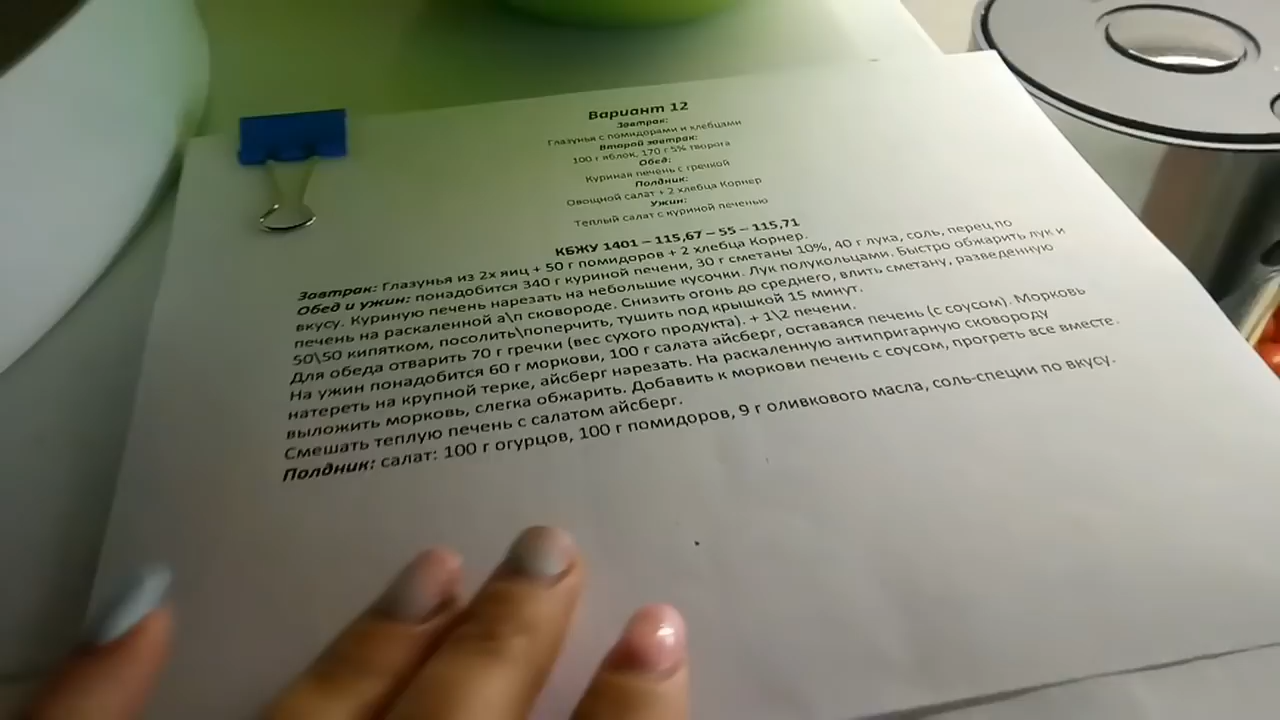 Вариант 12
Завтрак:
Глазунья с помидорами и хлебцами
Второй завтрак:
100 г яблок, 170 г 5% творога
Обед:
Куриная печень с гречкой
Полдник:
Овощной салат + 2 хлебца Корнер
Ужин:
Теплый салат с куриной печенью
КБЖУ 1401 – 115,67 – 55 – 115,71
Завтрак: Глазунья из 2х яиц + 50 г помидоров + 2 хлебца Корнер.
Обед и ужин: понадобится 340 г куриной печени, 30 г сметаны 10%, 40 г лука, соль, перец по
вкусу. Куриную печень нарезать на небольшие кусочки. Лук полукольцами. Быстро обжарить лук и
печень на раскаленной а\п сковороде. Снизить огонь до среднего, влить сметану, разведенную
50\50 кипятком, посолить\поперчить, тушить под крышкой 15 минут.
Для обеда отварить 70 г гречки (вес сухого продукта). + 1\2 печени.
На ужин понадобится 60 г моркови, 100 г салата айсберг, оставаяся печень (с соусом). Морковь
натереть на крупной терке, айсберг нарезать. На раскаленную антипригарную сковороду
выложить морковь, слегка обжарить. Добавить к моркови печень с соусом, прогреть все вместе.
Смешать теплую печень с салатом айсберг.
Полдник: салат: 100 г огурцов, 100 г помидоров, 9 г оливкового масла, соль-специи по вкусу.